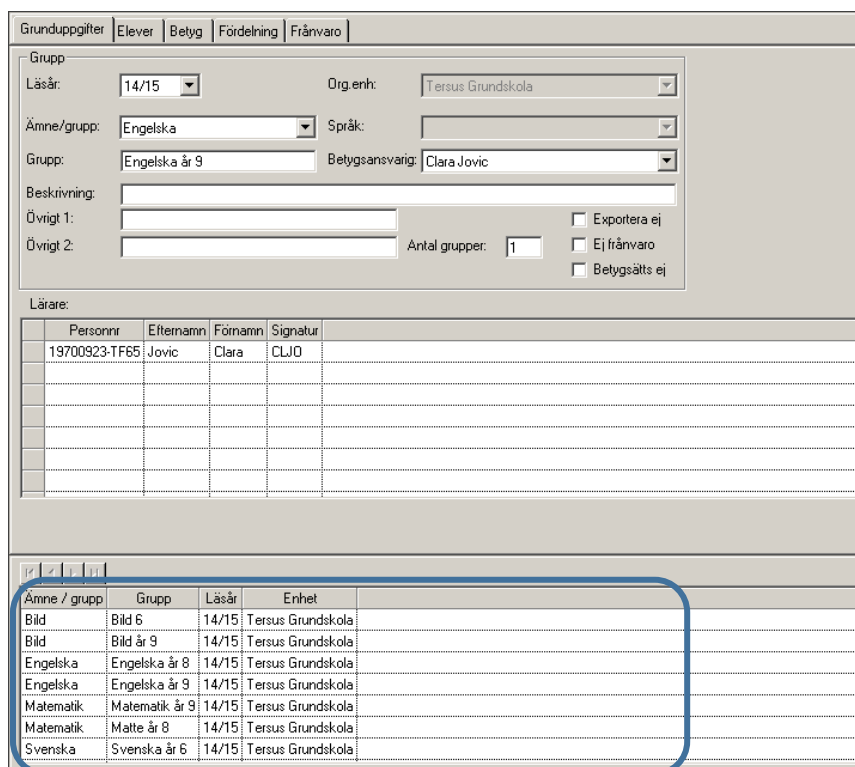 Grunduppgifter Elever Betyg Fördelning Frånvaro
Grupp
Läsår: 14/15 Org.enh: Tersus Grundskola
Ämne/grupp: Engelska Språk:
Grupp: Engelska år 9 Betygsansvarig: Clara Jovic
Beskrivning:
Övrigt 1: Exportera ej
Övrigt 2: Antal grupper: 1 Ej frånvaro
Betygsätts ej
Lärare:
Personnr Efternamn Förnamn Signatur
19700923-TF65 Jovic Clara CLJO
Ämne / grupp Grupp Läsår Enhet
Bild Bild 6 14/15 Tersus Grundskola
Bild Bild år 9 14/15 Tersus Grundskola
Engelska Engelska år 8 14/15 Tersus Grundskola
Engelska Engelska år 9 14/15 Tersus Grundskola
Matematik Matematik år 9 14/15 Tersus Grundskola
Matematik Matte år 8 14/15 Tersus Grundskola
Svenska Svenska år 6 14/15 Tersus Grundskola